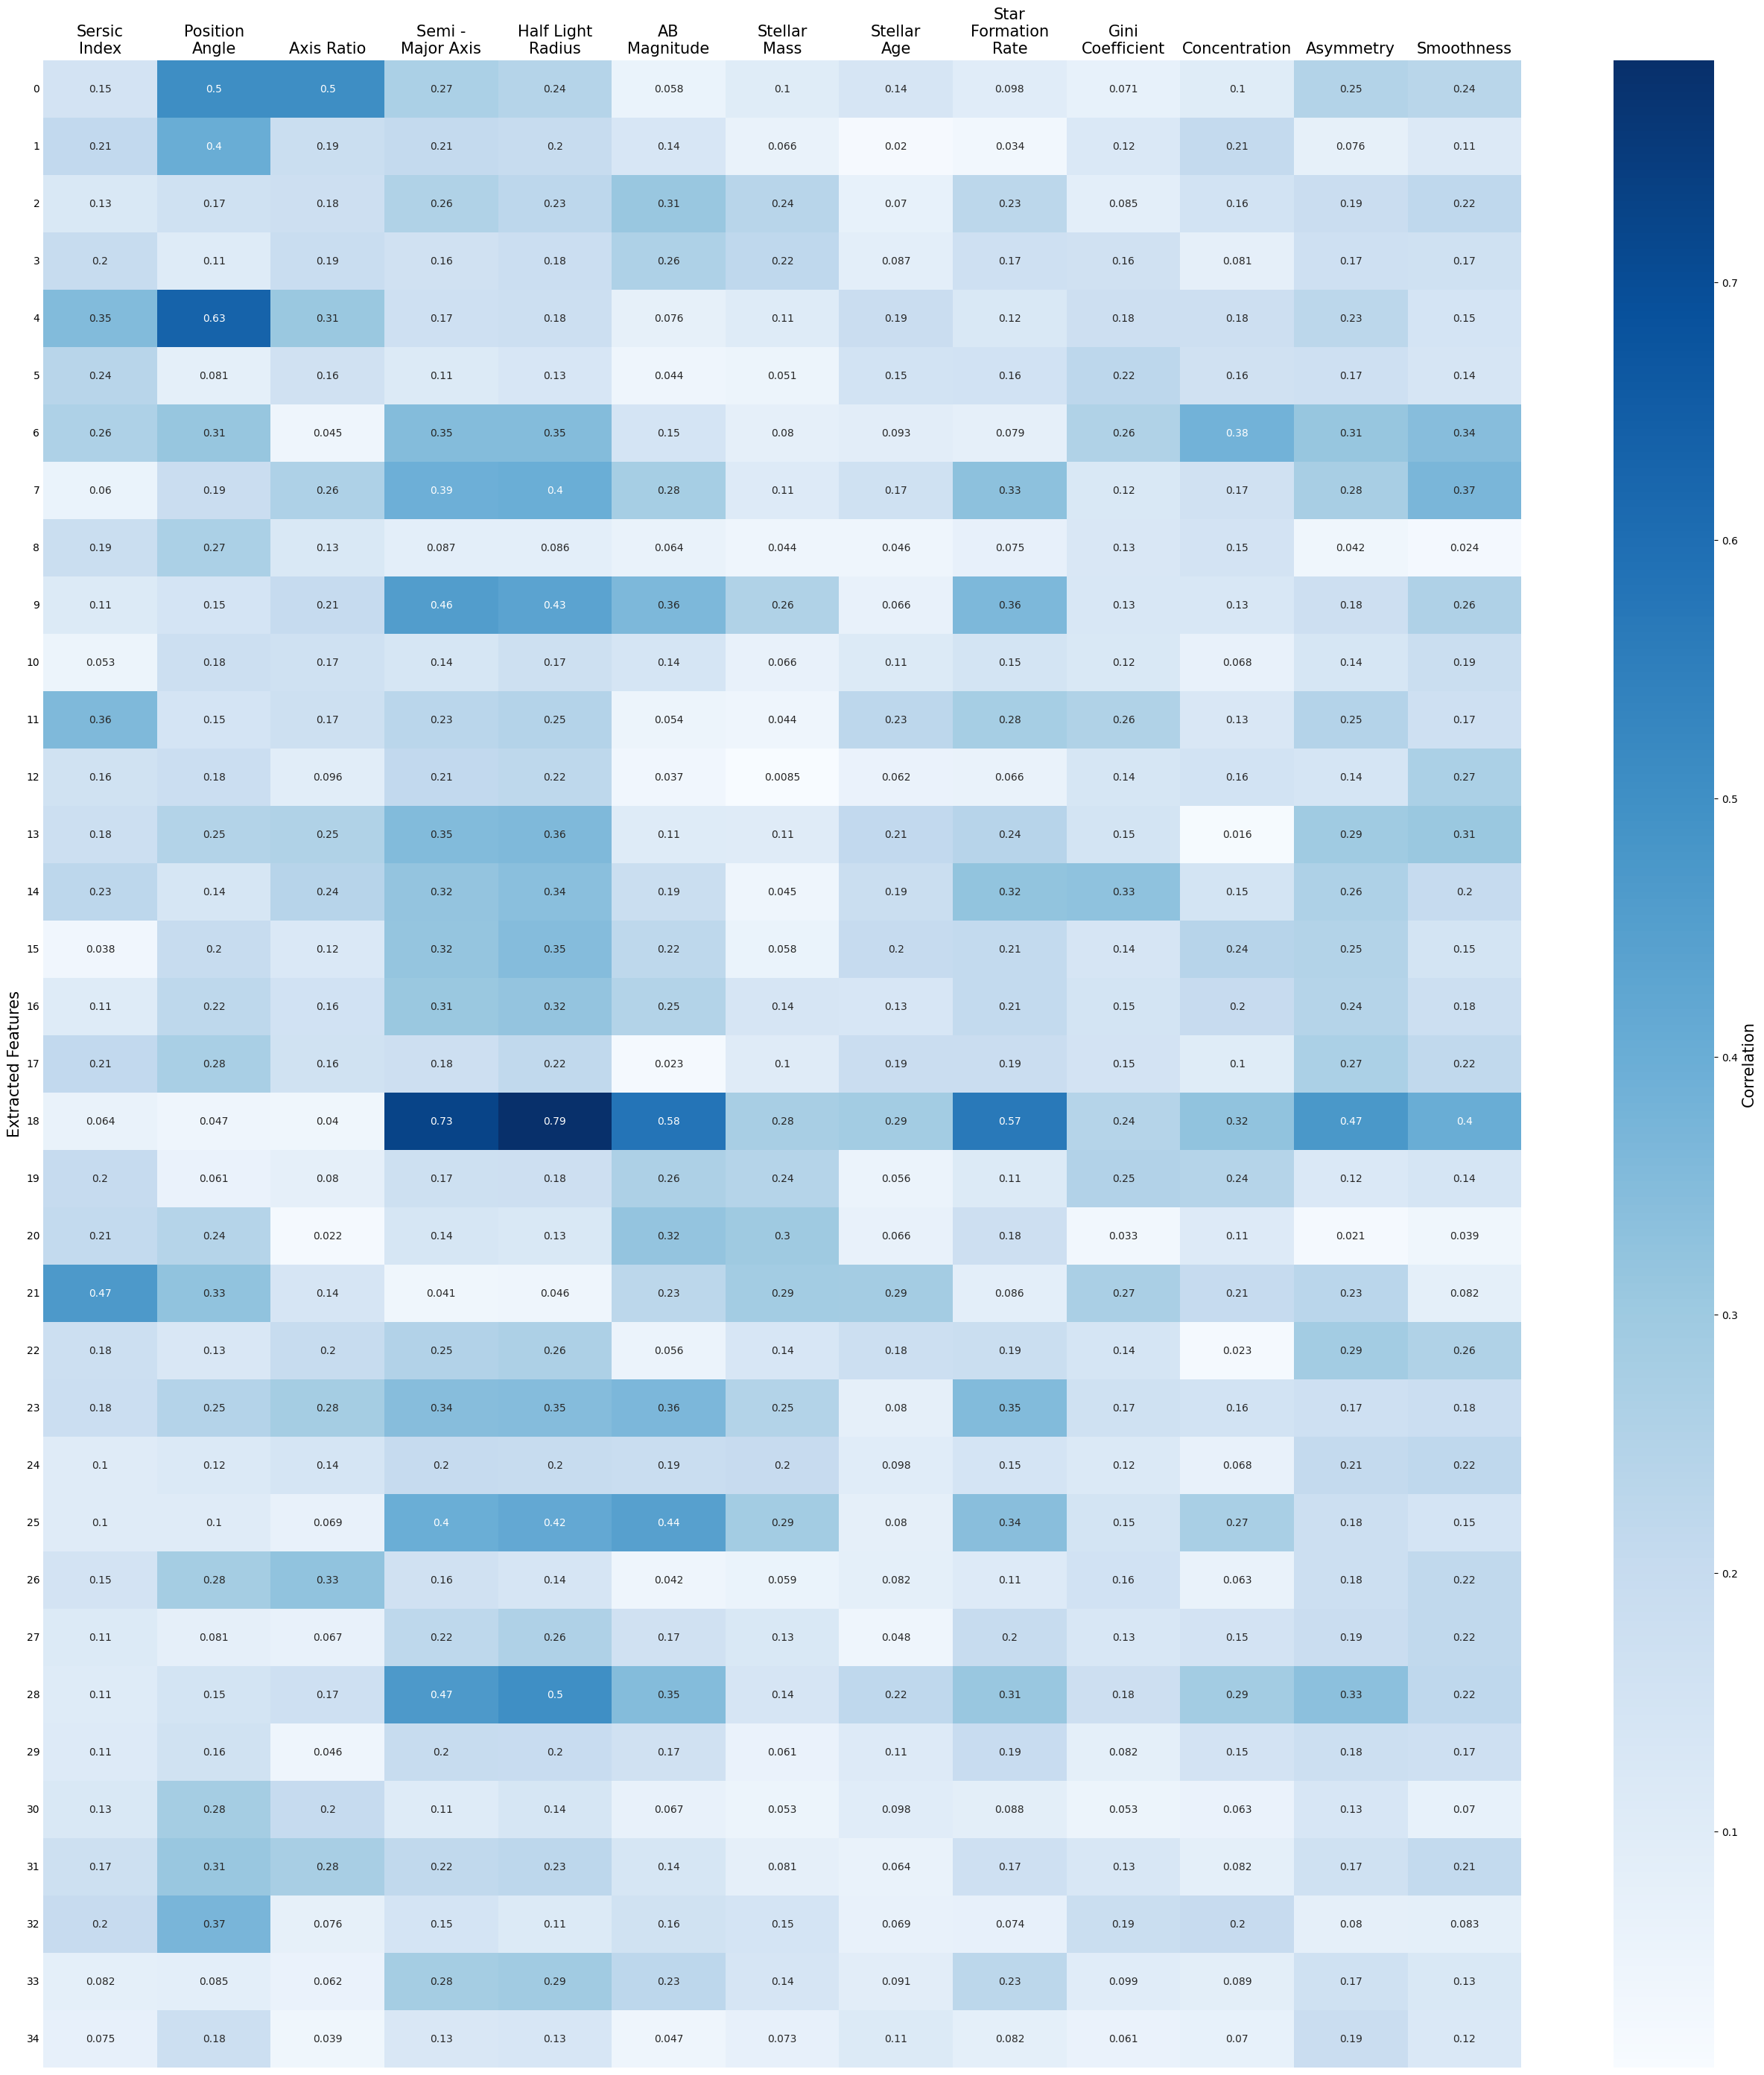 Sersic Index Position Angle Axis Ratio Semi - Major Axis Half Light Radius AB Magnitude Stellar Mass Stellar Age Star Formation Rate Gini Coefficient Concentration Asymmetry Smoothness
0 0.15 0.5 0.5 0.27 0.24 0.058 0.1 0.14 0.098 0.071 0.1 0.25 0.24
1 0.21 0.4 0.19 0.21 0.2 0.14 0.066 0.02 0.034 0.12 0.21 0.076 0.11
2 0.13 0.17 0.18 0.26 0.23 0.31 0.24 0.07 0.23 0.085 0.16 0.19 0.22
3 0.2 0.11 0.19 0.16 0.18 0.26 0.22 0.087 0.17 0.16 0.081 0.17 0.17
4 0.35 0.63 0.31 0.17 0.18 0.076 0.11 0.19 0.12 0.18 0.18 0.23 0.15
5 0.24 0.081 0.16 0.11 0.13 0.044 0.051 0.15 0.16 0.22 0.16 0.17 0.14
6 0.26 0.31 0.045 0.35 0.35 0.15 0.08 0.093 0.079 0.26 0.38 0.31 0.34
7 0.06 0.19 0.26 0.39 0.4 0.28 0.11 0.17 0.33 0.12 0.17 0.28 0.37
8 0.19 0.27 0.13 0.087 0.086 0.064 0.044 0.046 0.075 0.13 0.15 0.042 0.024
9 0.11 0.15 0.21 0.46 0.43 0.36 0.26 0.066 0.36 0.13 0.13 0.18 0.26
10 0.053 0.18 0.17 0.14 0.17 0.14 0.066 0.11 0.15 0.12 0.068 0.14 0.19
11 0.36 0.15 0.17 0.23 0.25 0.054 0.044 0.23 0.28 0.26 0.13 0.25 0.17
12 0.16 0.18 0.096 0.21 0.22 0.037 0.0085 0.062 0.066 0.14 0.16 0.14 0.27
13 0.18 0.25 0.25 0.35 0.36 0.11 0.11 0.21 0.24 0.15 0.016 0.29 0.31
14 0.23 0.14 0.24 0.32 0.34 0.19 0.045 0.19 0.32 0.33 0.15 0.26 0.2
15 0.038 0.2 0.12 0.32 0.35 0.22 0.058 0.2 0.21 0.14 0.24 0.25 0.15
16 0.11 0.22 0.16 0.31 0.32 0.25 0.14 0.13 0.21 0.15 0.2 0.24 0.18
17 0.21 0.28 0.16 0.18 0.22 0.023 0.1 0.19 0.19 0.15 0.1 0.27 0.22
18 0.064 0.047 0.04 0.73 0.79 0.58 0.28 0.29 0.57 0.24 0.32 0.47 0.4
19 0.2 0.061 0.08 0.17 0.18 0.26 0.24 0.056 0.11 0.25 0.24 0.12 0.14
20 0.21 0.24 0.022 0.14 0.13 0.32 0.3 0.066 0.18 0.033 0.11 0.021 0.039
21 0.47 0.33 0.14 0.041 0.046 0.23 0.29 0.29 0.086 0.27 0.21 0.23 0.082
22 0.18 0.13 0.2 0.25 0.26 0.056 0.14 0.18 0.19 0.14 0.023 0.29 0.26
23 0.18 0.25 0.28 0.34 0.35 0.36 0.25 0.08 0.35 0.17 0.16 0.17 0.18
24 0.1 0.12 0.14 0.2 0.2 0.19 0.2 0.098 0.15 0.12 0.068 0.21 0.22
25 0.1 0.1 0.069 0.4 0.42 0.44 0.29 0.08 0.34 0.15 0.27 0.18 0.15
26 0.15 0.28 0.33 0.16 0.14 0.042 0.059 0.082 0.11 0.16 0.063 0.18 0.22
27 0.11 0.081 0.067 0.22 0.26 0.17 0.13 0.048 0.2 0.13 0.15 0.19 0.22
28 0.11 0.15 0.17 0.47 0.5 0.35 0.14 0.22 0.31 0.18 0.29 0.33 0.22
29 0.11 0.16 0.046 0.2 0.2 0.17 0.061 0.11 0.19 0.082 0.15 0.18 0.17
30 0.13 0.28 0.2 0.11 0.14 0.067 0.053 0.098 0.088 0.053 0.063 0.13 0.07
31 0.17 0.31 0.28 0.22 0.23 0.14 0.081 0.064 0.17 0.13 0.082 0.17 0.21
32 0.2 0.37 0.076 0.15 0.11 0.16 0.15 0.069 0.074 0.19 0.2 0.08 0.083
33 0.082 0.085 0.062 0.28 0.29 0.23 0.14 0.091 0.23 0.099 0.089 0.17 0.13
34 0.075 0.18 0.039 0.13 0.13 0.047 0.073 0.11 0.082 0.061 0.07 0.19 0.12
Extracted Features
0.7
0.6
0.5
0.4
0.3
0.2
0.1
Correlation